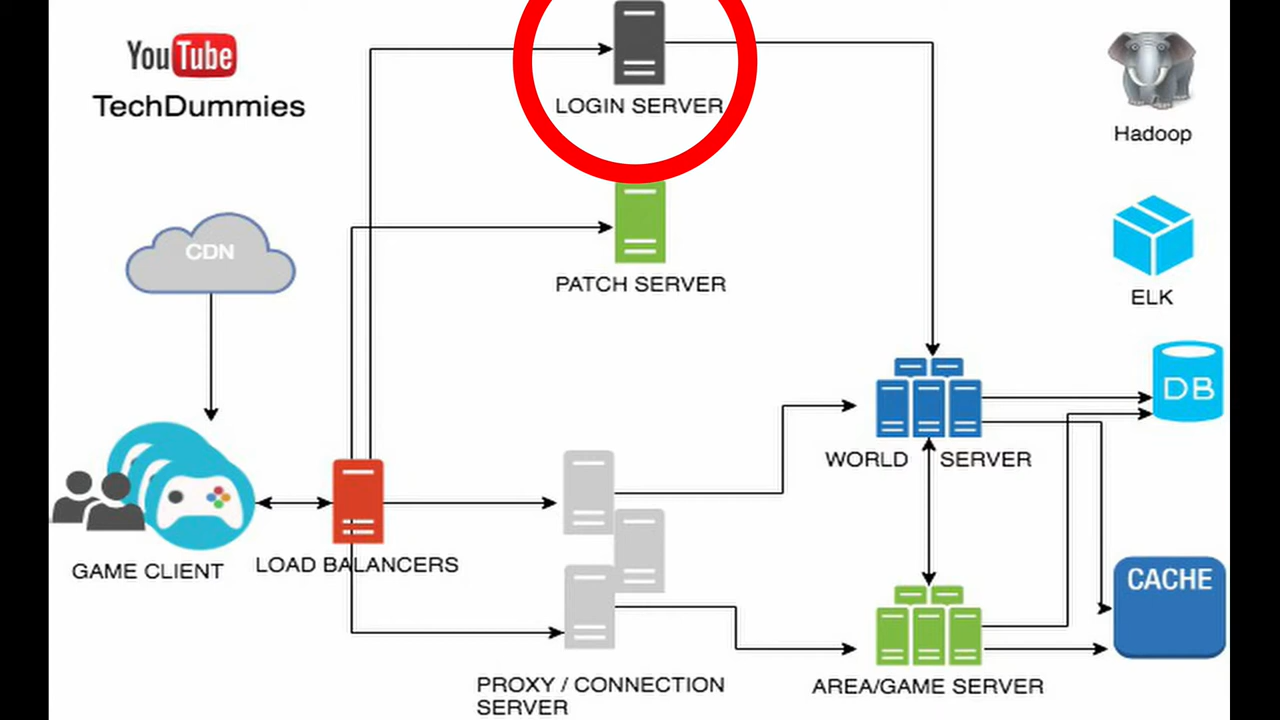 YouTube
TechDummies
LOGIN SERVER
Hadoop
CDN
PATCH SERVER
ELK
DB
WORLD SERVER
GAME CLIENT
LOAD BALANCERS
CACHE
PROXY / CONNECTION
SERVER
AREA/GAME SERVER